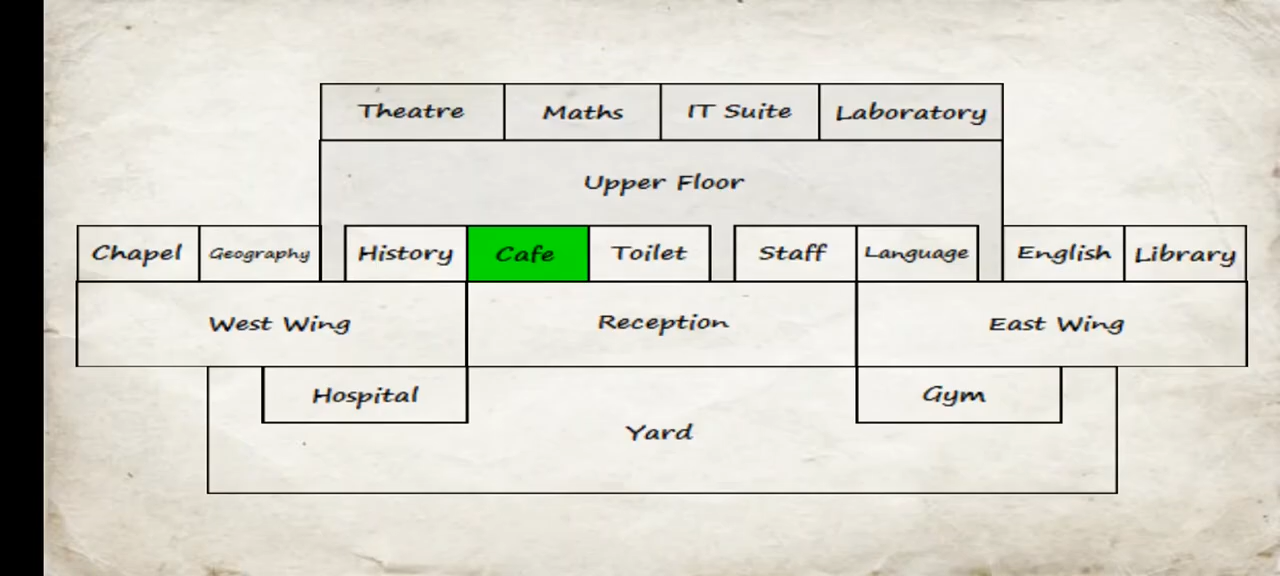 Theatre Maths IT Suite Laboratory
Upper Floor
Chapel Geography History Cafe Toilet Staff Language English Library
West Wing Reception East Wing
Hospital Gym
Yard